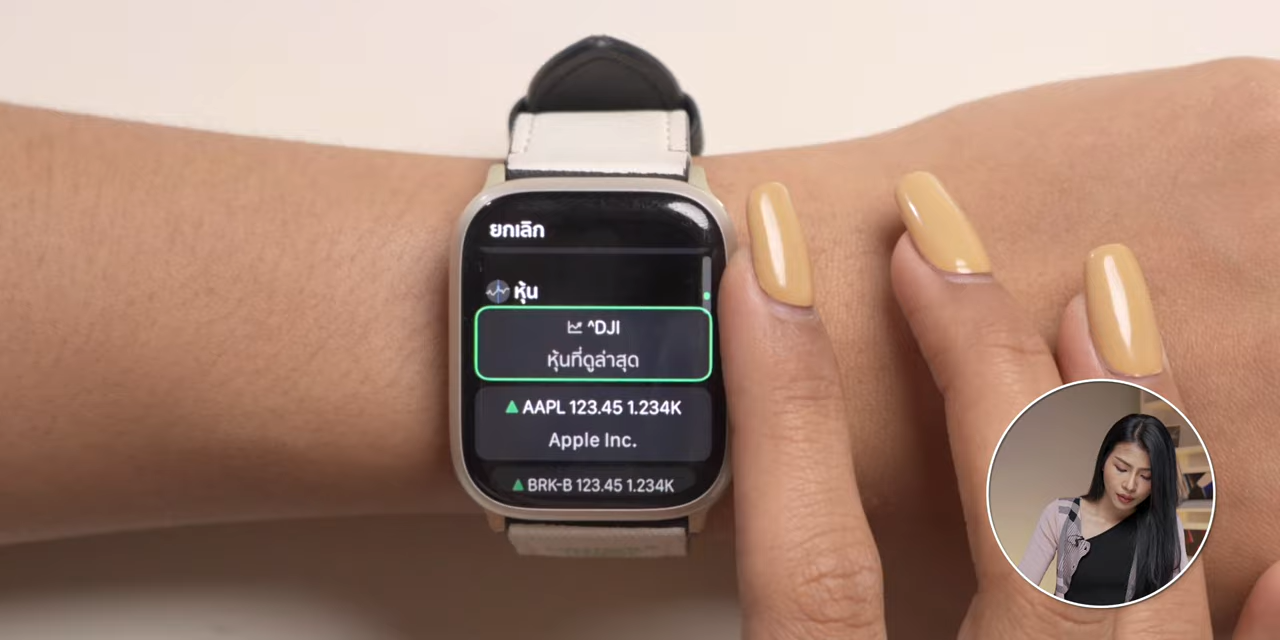 ยกเลิก
หุ้น
^DJI
หุ้นที่ดูล่าสุด
AAPL 123.45 1.234K
Apple Inc.
BRK-B 123.45 1.234K